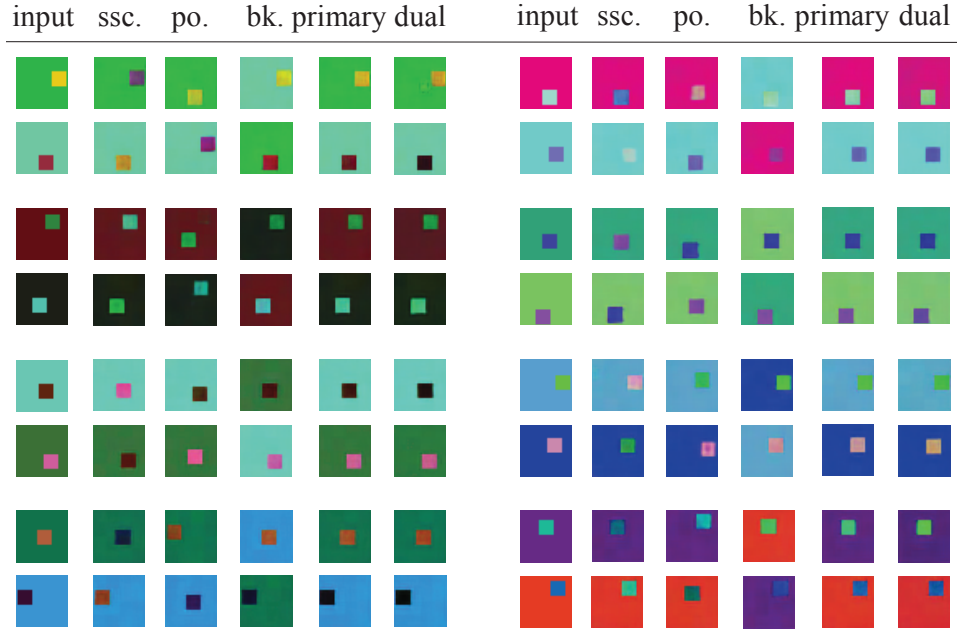 input ssc. po. bk. primary dual input ssc. po. bk. primary dual